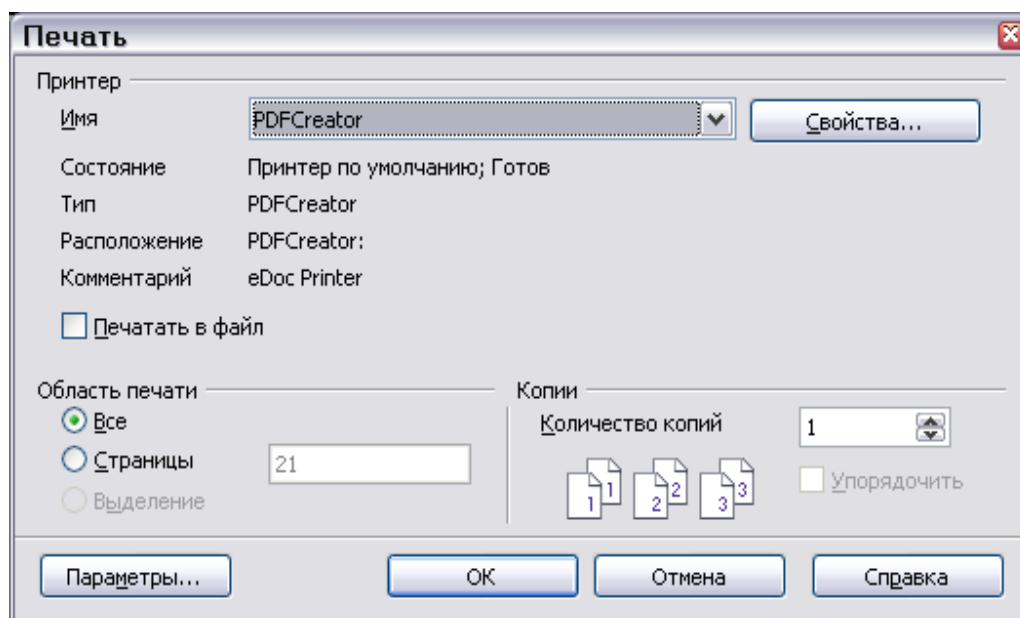 Печать
Принтер
Имя PDFCreator Свойства...
Состояние Принтер по умолчанию; Готов
Тип PDFCreator
Расположение PDFCreator:
Комментарий eDoc Printer
Печатать в файл
Область печати Копии
Все Количество копий 1
Страницы 21
1 1 2 2 3 3 Упорядочить
Выделение
Параметры... ОК Отмена Справка